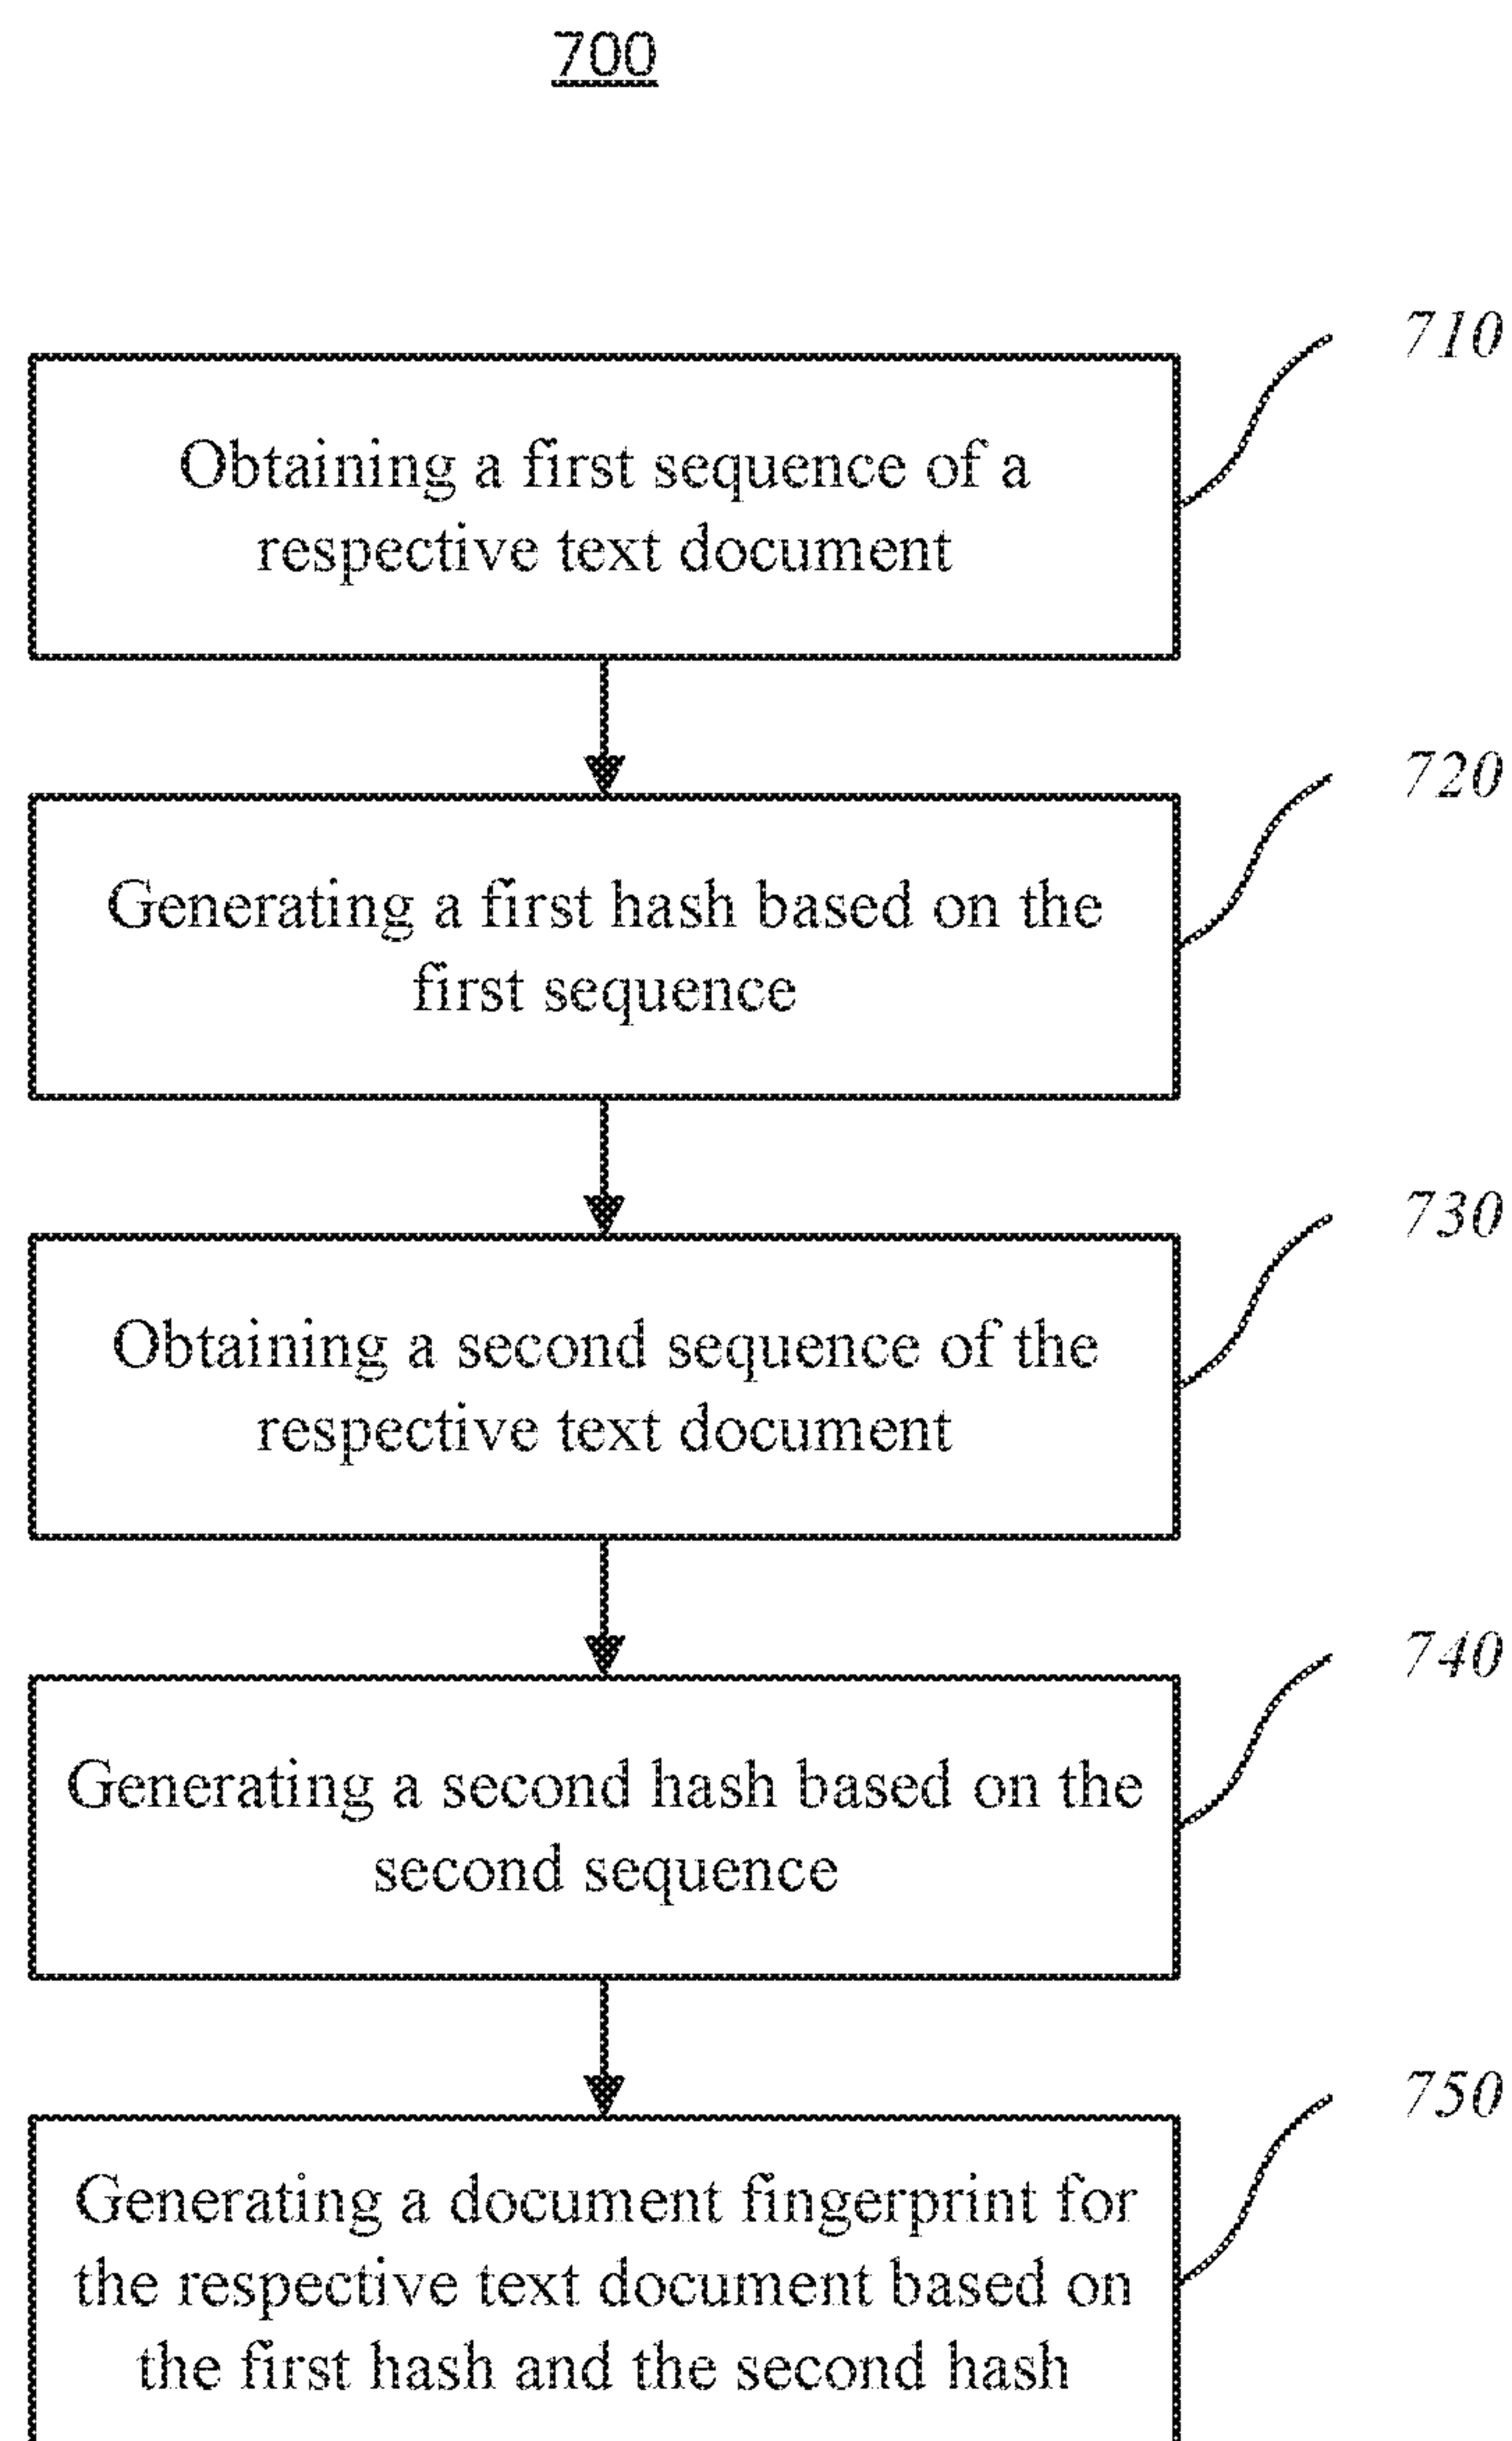 700
710
Obtaining a first sequence of a
respective text document
720
Generating a first hash based on the
first sequence
730
Obtaining a second sequence of the
respective text document
740
Generating a second hash based on the
second sequence
750
Generating a document fingerprint for
the respective text document based on
the first hash and the second hash